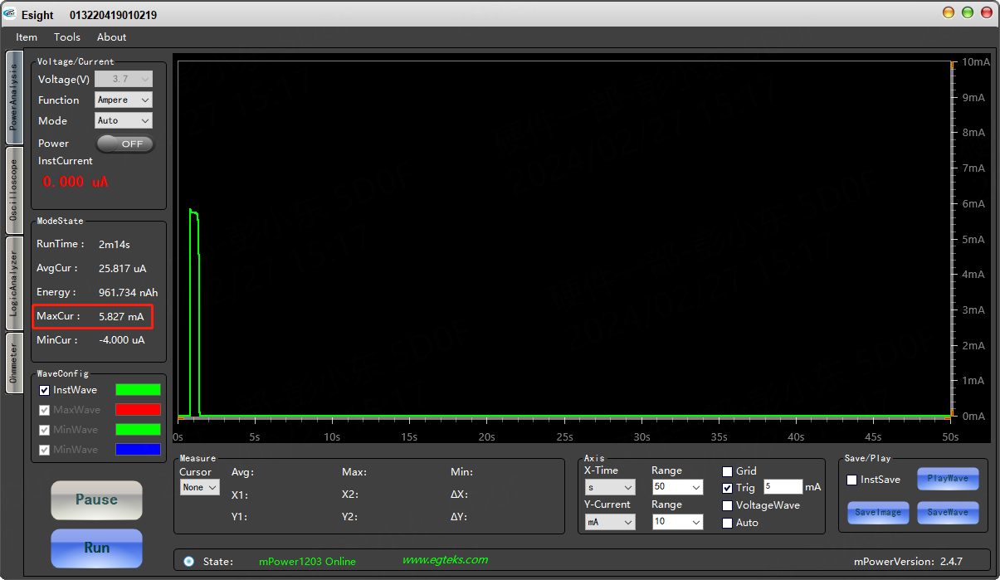 Esight 013220419010219
Item Tools About
PowerAnalysis
Oscilloscope
LogicAnalyzer
Ohmmeter
Voltage/Current
Voltage(V) 3.7
Function Ampere
Mode Auto
Power OFF
InstCurrent
0.000 uA
ModeState
RunTime : 2m14s
AvgCur : 25.817 uA
Energy : 961.734 nAh
MaxCur : 5.827 mA
MinCur : -4.000 uA
WaveConfig
InstWave
MaxWave
MinWave
MinWave
Pause
Run
10mA
9mA
8mA
7mA
6mA
5mA
4mA
3mA
2mA
1mA
0mA
0s 5s 10s 15s 20s 25s 30s 35s 40s 45s 50s
Measure
Cursor Avg: Max: Min:
None
X1: X2: ΔX:
Y1: Y2: ΔY:
Axis
X-Time Range Grid
s 50 Trig 5 mA
Y-Current Range VoltageWave
mA 10 Auto
Save/Play
InstSave PlayWave
SaveImage SaveWave
State: mPower1203 Online www.egteks.com mPowerVersion: 2.4.7